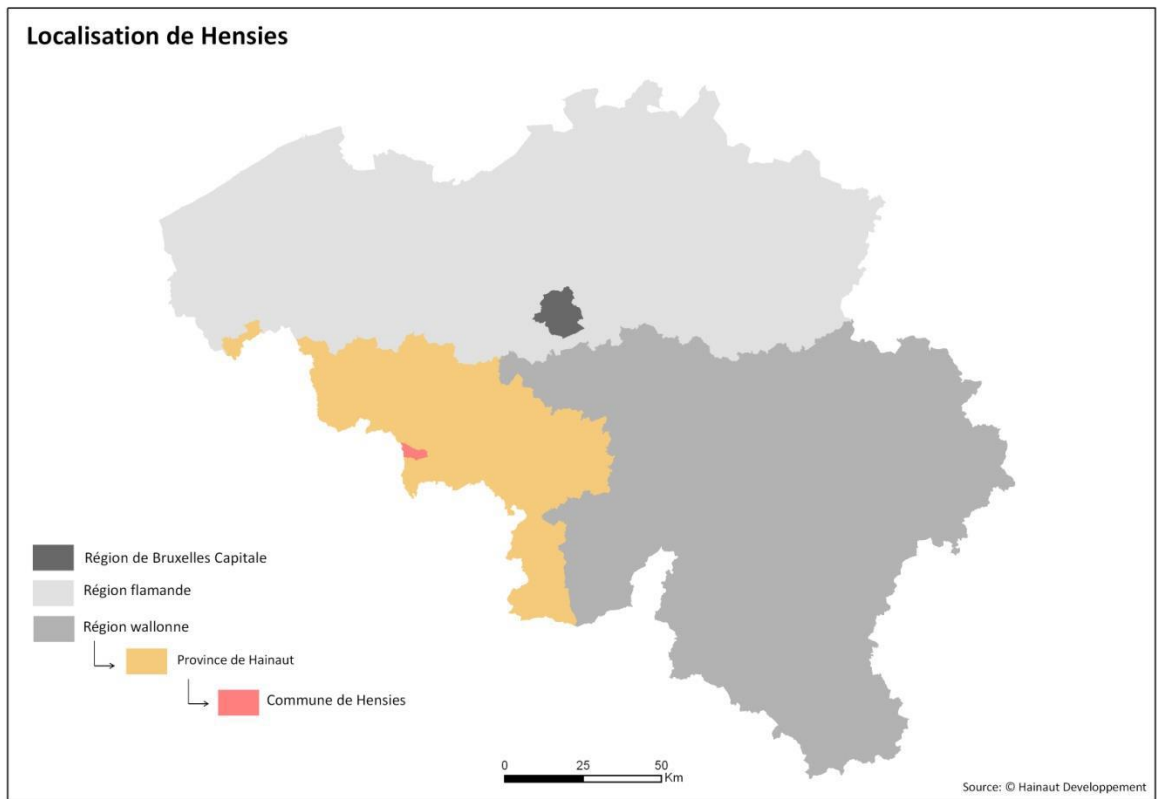 Localisation de Hensies
Région de Bruxelles Capitale
Région flamande
Région wallonne
Province de Hainaut
Commune de Hensies
0 25 50
Km
Source: © Hainaut Developpement